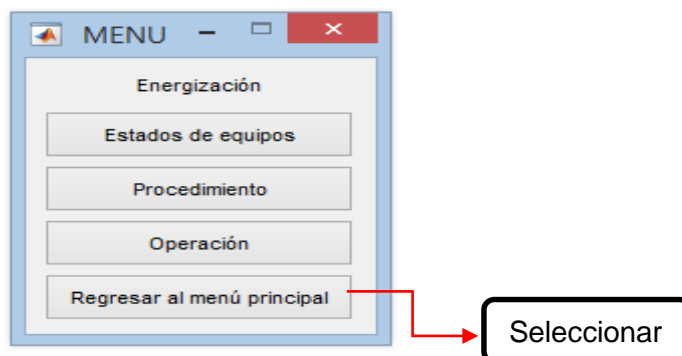 MENU
Energización
Estados de equipos
Procedimiento
Operación
Regresar al menú principal
Seleccionar